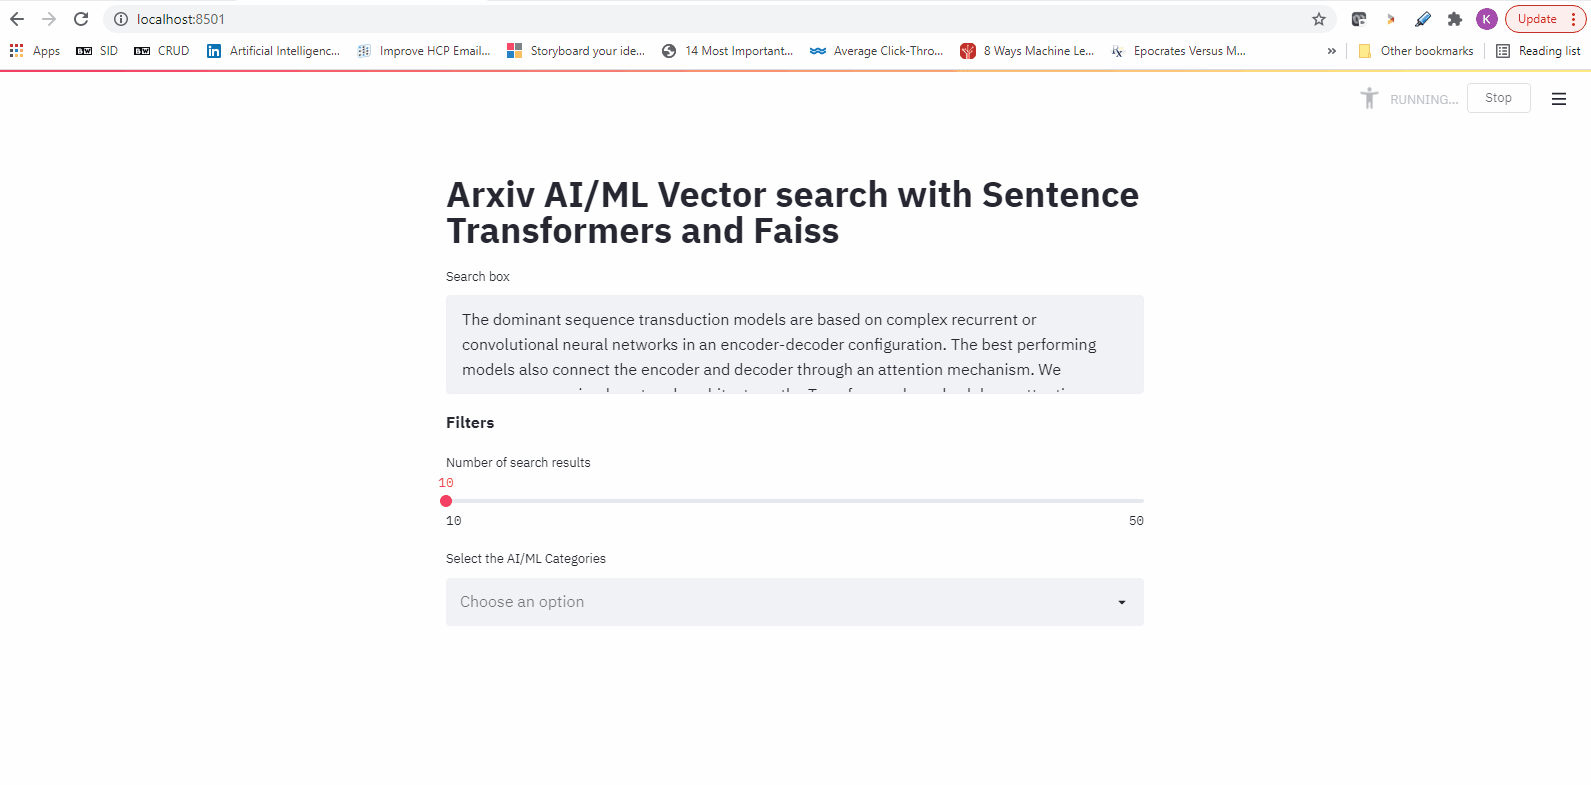 localhost:8501
K
Update
Apps
SID
CRUD
Artificial Intelligenc...
Improve HCP Email...
Storyboard your ide...
14 Most Important...
Average Click-Thro...
8 Ways Machine Le...
Epocrates Versus M...
»
Other bookmarks
Reading list
RUNNING...
Stop
Arxiv AI/ML Vector search with Sentence
Transformers and Faiss
Search box
The dominant sequence transduction models are based on complex recurrent or
convolutional neural networks in an encoder-decoder configuration. The best performing
models also connect the encoder and decoder through an attention mechanism. We
Filters
Number of search results
10
10
50
Select the AI/ML Categories
Choose an option